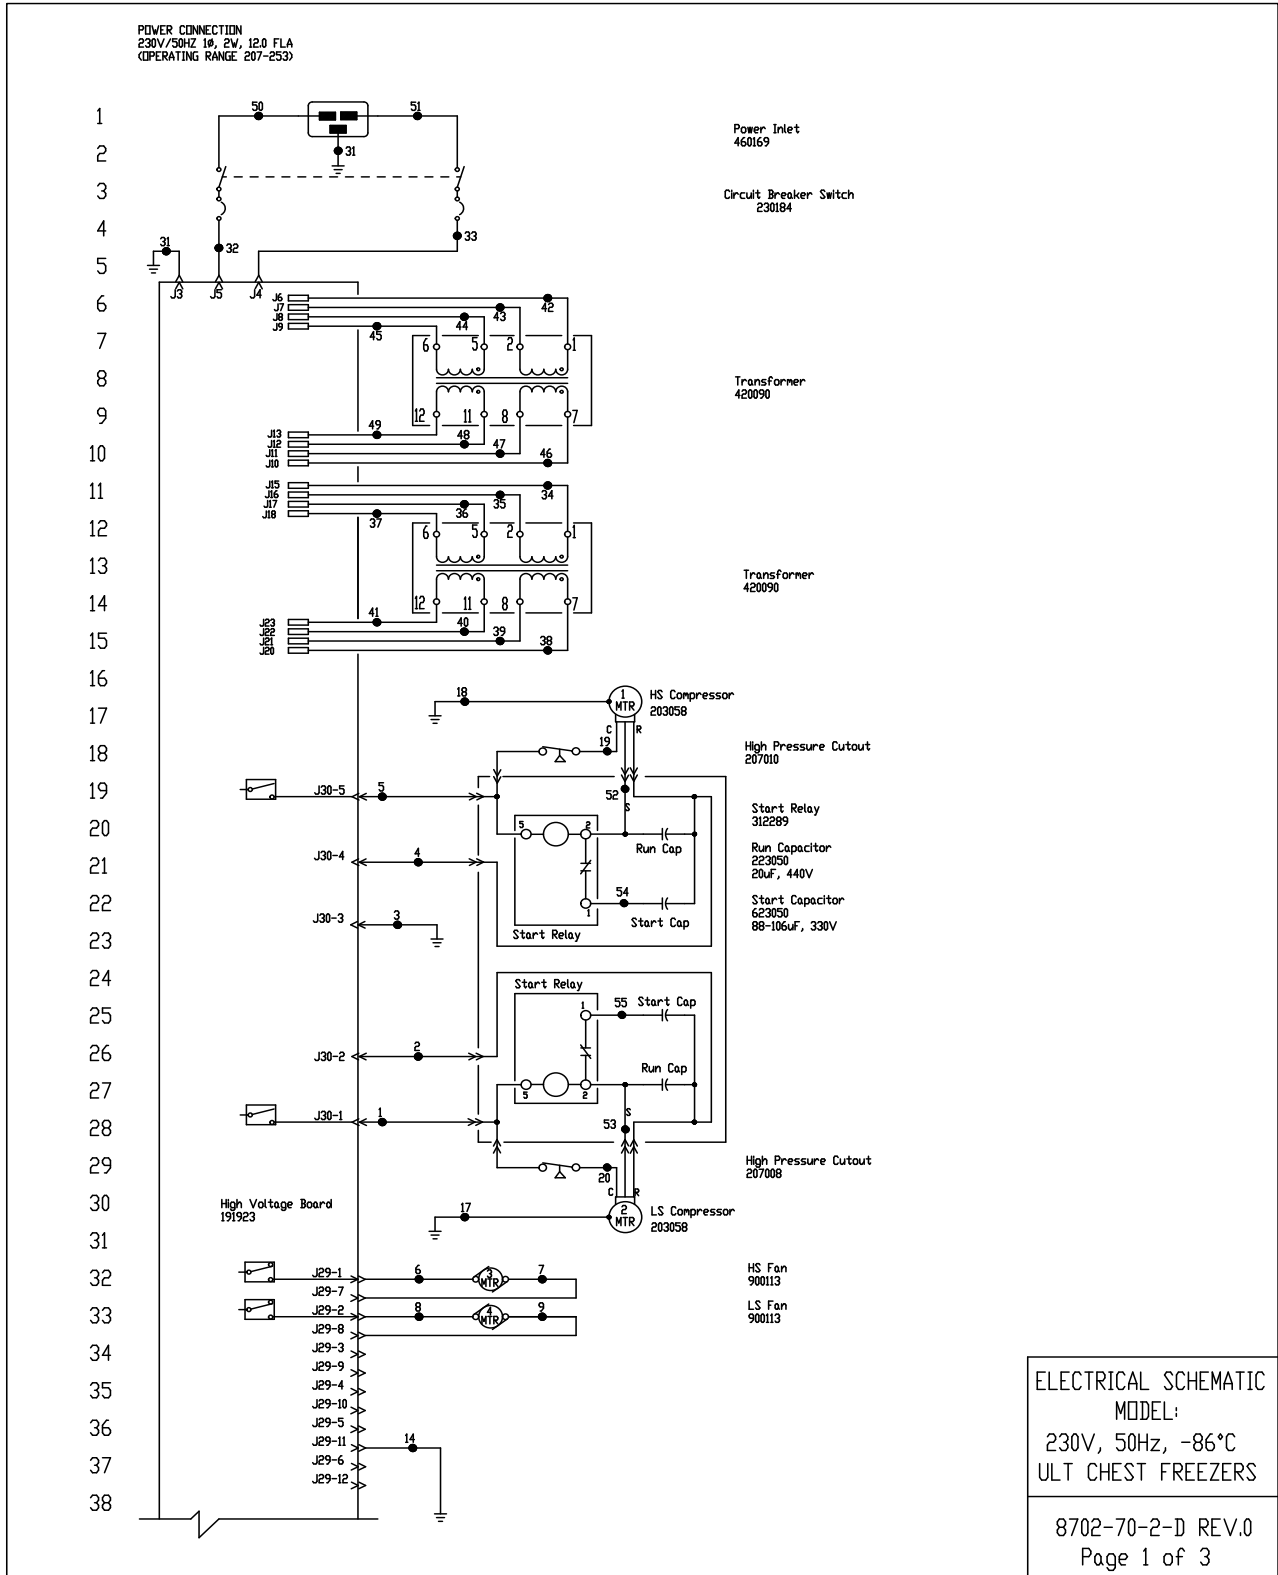 POWER CONNECTION
230V/50HZ 1ø, 2W, 12.0 FLA
(OPERATING RANGE 207-253)
1
50
51
Power Inlet
460169
2
31
3
Circuit Breaker Switch
230184
4
31
32
33
5
J3
J5
J4
6
J6
J7
J8
J9
42
43
44
45
7
6
5
2
1
8
Transformer
420090
9
12
11
8
7
49
48
47
46
J13
J12
J11
J10
10
11
J15
J16
J17
J18
34
35
36
37
12
6
5
2
1
13
Transformer
420090
14
12
11
8
7
41
40
39
38
J23
J22
J21
J20
15
16
18
1
MTR
HS Compressor
203058
17
C
R
19
18
High Pressure Cutout
207010
19
J30-5
5
52
S
Start Relay
312289
20
5
2
Run Cap
Run Capacitor
223050
20uF, 440V
21
J30-4
4
22
54
1
Start Cap
Start Capacitor
623050
88-106uF, 330V
J30-3
3
Start Relay
23
24
Start Relay
25
1
55
Start Cap
26
J30-2
2
Run Cap
27
5
2
28
J30-1
1
S
53
29
20
High Pressure Cutout
207008
C
R
30
High Voltage Board
191923
17
2
MTR
LS Compressor
203058
31
32
J29-1
6
3
MTR
7
HS Fan
900113
J29-7
33
J29-2
8
4
MTR
9
LS Fan
900113
J29-8
34
J29-3
J29-9
35
J29-4
J29-10
36
J29-5
J29-11
14
37
J29-6
J29-12
38
ELECTRICAL SCHEMATIC
MODEL:
230V, 50Hz, -86°C
ULT CHEST FREEZERS
8702-70-2-D REV.0
Page 1 of 3